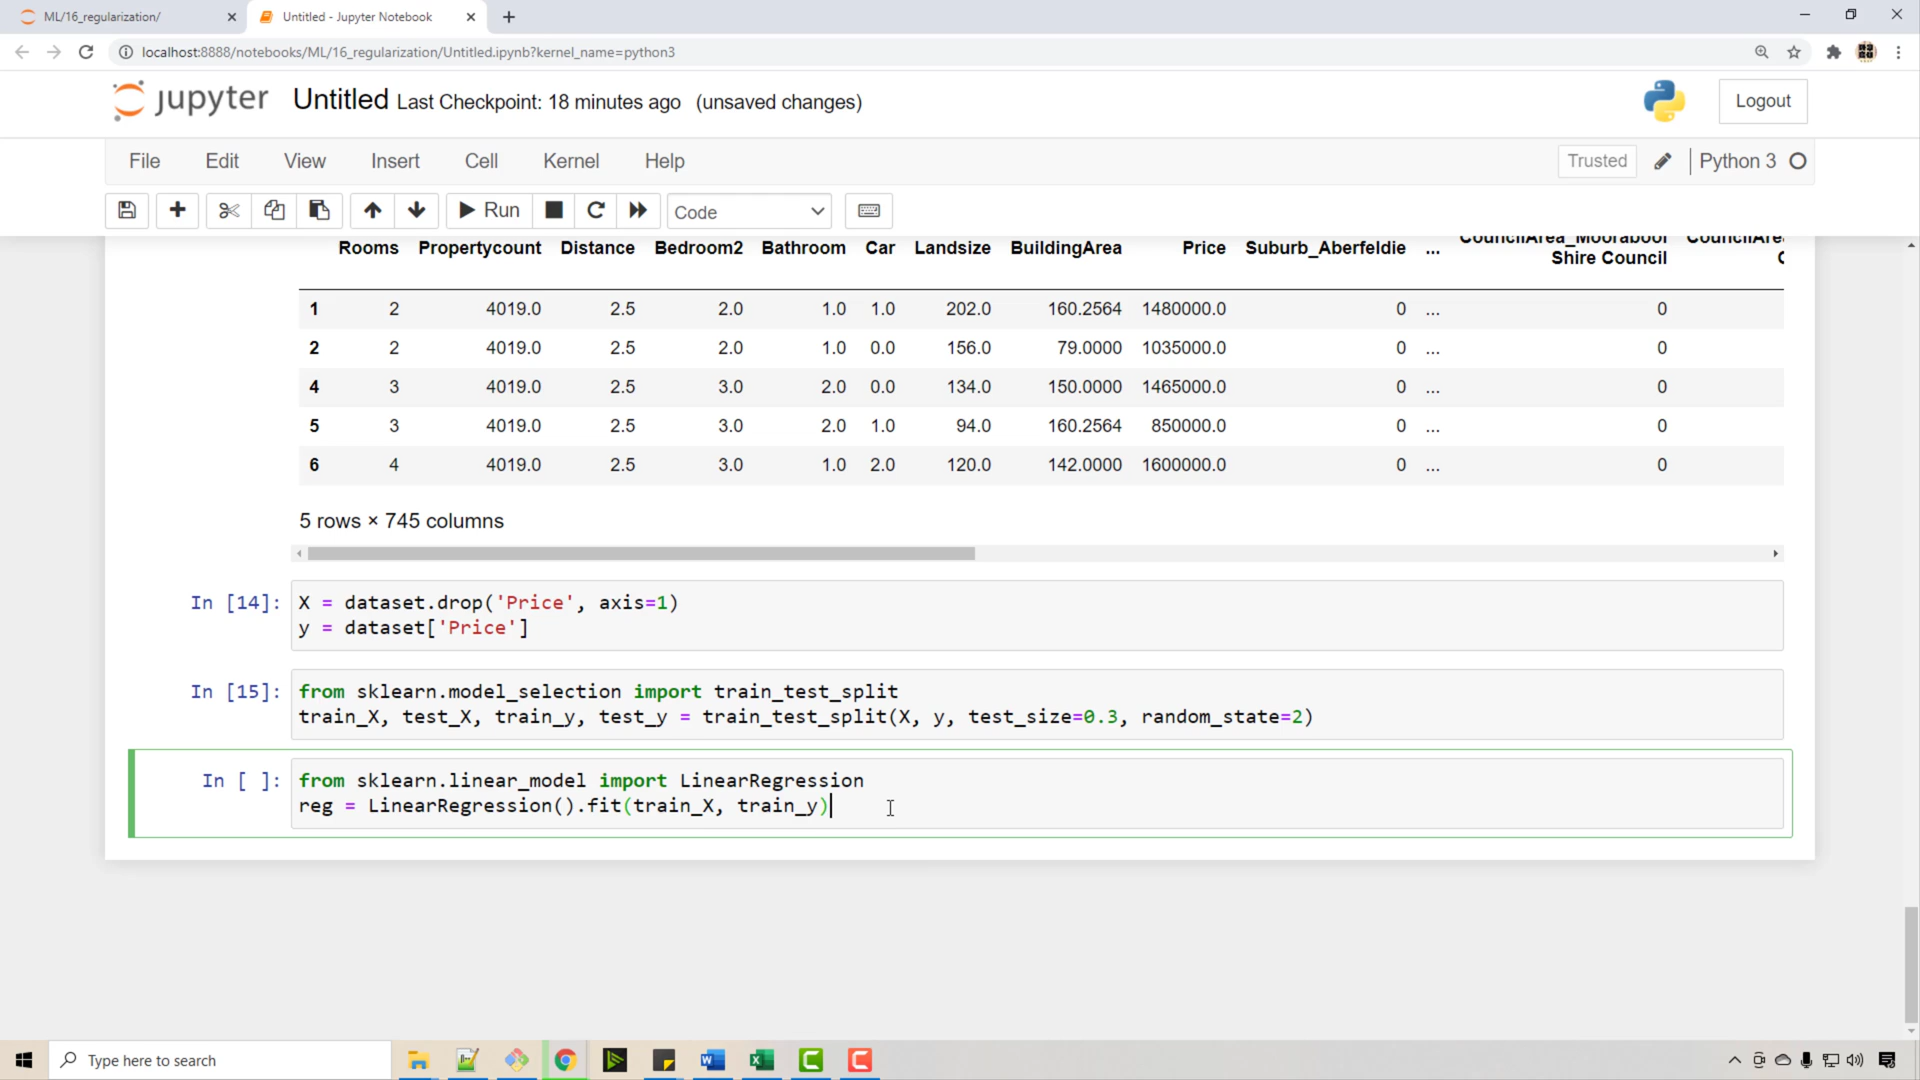 ML/16_regularization/
Untitled - Jupyter Notebook
localhost:8888/notebooks/ML/16_regularization/Untitled.ipynb?kernel_name=python3
jupyter Untitled Last Checkpoint: 18 minutes ago (unsaved changes)
Logout
File Edit View Insert Cell Kernel Help
Trusted Python 3
Run Code
Rooms Propertycount Distance Bedroom2 Bathroom Car Landsize BuildingArea Price Suburb_Aberfeldie ... CouncilArea_Moorabool Shire Council
1 2 4019.0 2.5 2.0 1.0 1.0 202.0 160.2564 1480000.0 0 ... 0
2 2 4019.0 2.5 2.0 1.0 0.0 156.0 79.0000 1035000.0 0 ... 0
4 3 4019.0 2.5 3.0 2.0 0.0 134.0 150.0000 1465000.0 0 ... 0
5 3 4019.0 2.5 3.0 2.0 1.0 94.0 160.2564 850000.0 0 ... 0
6 4 4019.0 2.5 3.0 1.0 2.0 120.0 142.0000 1600000.0 0 ... 0
5 rows × 745 columns
In [14]: X = dataset.drop('Price', axis=1)
y = dataset['Price']
In [15]: from sklearn.model_selection import train_test_split
train_X, test_X, train_y, test_y = train_test_split(X, y, test_size=0.3, random_state=2)
In [ ]: from sklearn.linear_model import LinearRegression
reg = LinearRegression().fit(train_X, train_y)
Type here to search